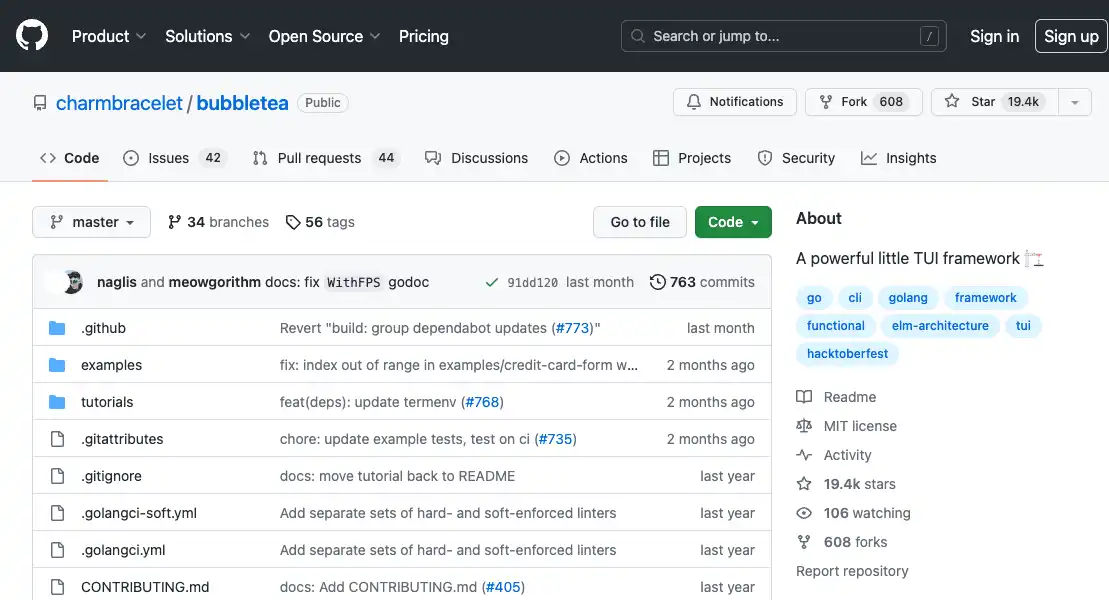 Product Solutions Open Source Pricing Search or jump to... / Sign in Sign up
charmbracelet / bubbletea Public Notifications Fork 608 Star 19.4k
Code Issues 42 Pull requests 44 Discussions Actions Projects Security Insights
master 34 branches 56 tags Go to file Code
naglis and meowgorithm docs: fix WithFPS godoc 91dd120 last month 763 commits
.github Revert "build: group dependabot updates (#773)" last month
examples fix: index out of range in examples/credit-card-form w... 2 months ago
tutorials feat(deps): update termenv (#768) 2 months ago
.gitattributes chore: update example tests, test on ci (#735) 2 months ago
.gitignore docs: move tutorial back to README last year
.golangci-soft.yml Add separate sets of hard- and soft-enforced linters last year
.golangci.yml Add separate sets of hard- and soft-enforced linters last year
CONTRIBUTING.md docs: Add CONTRIBUTING.md (#405) last year
About
A powerful little TUI framework
go cli golang framework
functional elm-architecture tui
hacktoberfest
Readme
MIT license
Activity
19.4k stars
106 watching
608 forks
Report repository